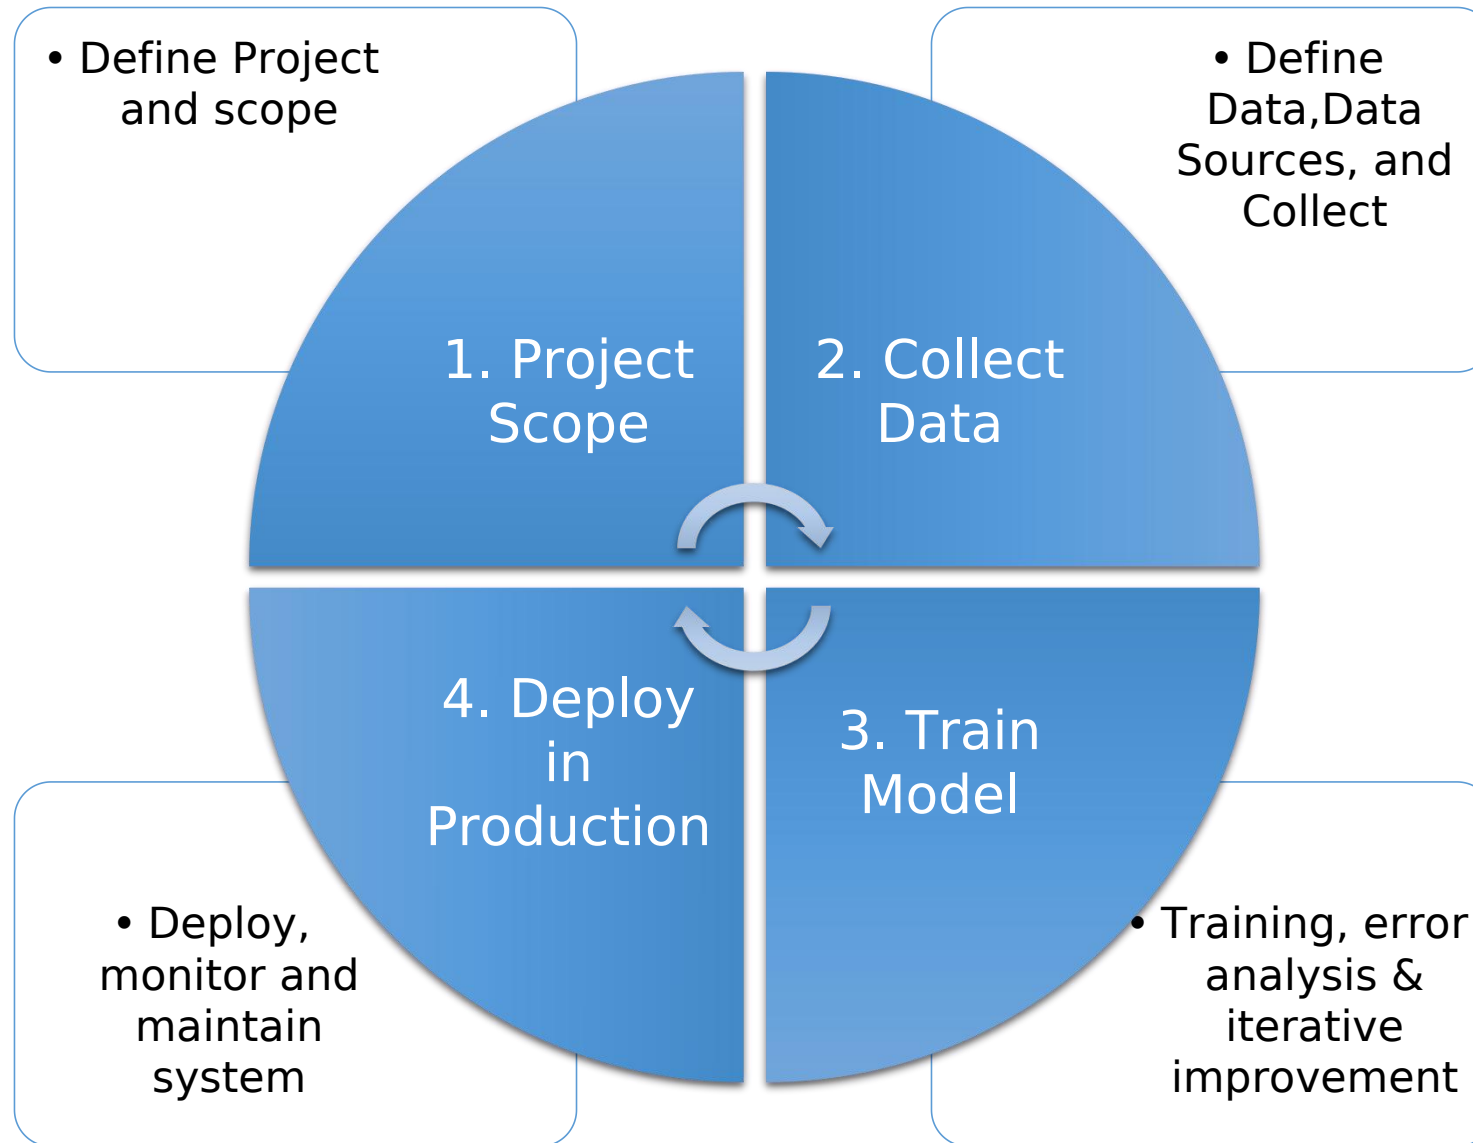 • Define Project
and scope
• Define
Data,Data
Sources, and
Collect
1. Project
Scope
2. Collect
Data
4. Deploy
in
Production
3. Train
Model
• Deploy,
monitor and
maintain
system
• Training, error
analysis &
iterative
improvement